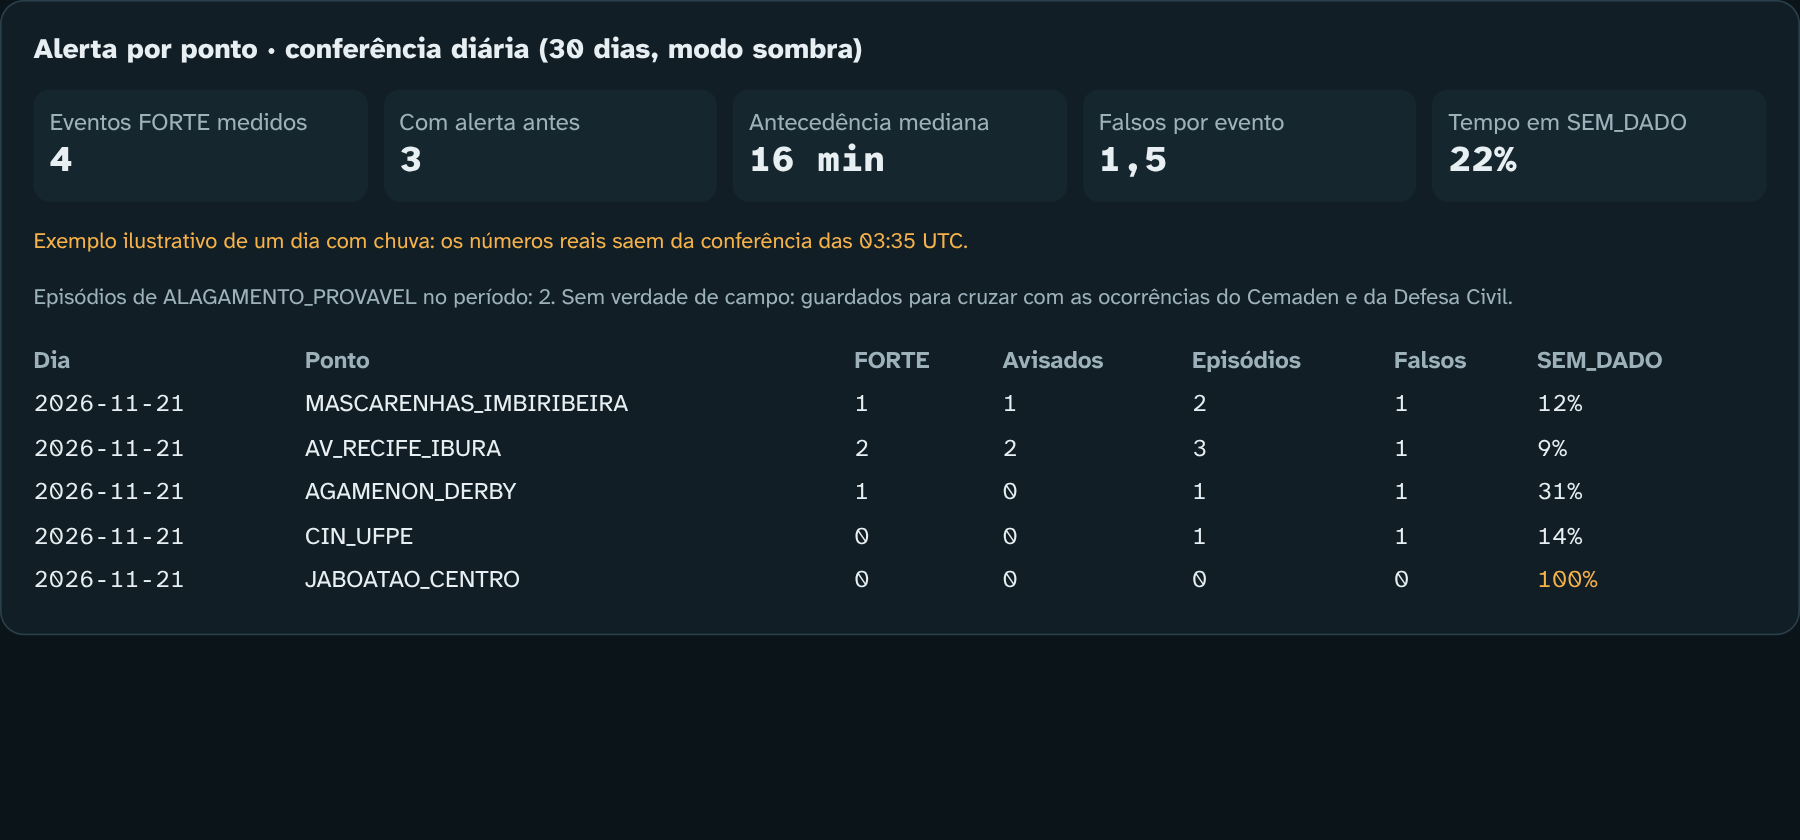 Alerta por ponto · conferência diária (30 dias, modo sombra)
Eventos FORTE medidos
4
Com alerta antes
3
Antecedência mediana
16 min
Falsos por evento
1,5
Tempo em SEM_DADO
22%
Exemplo ilustrativo de um dia com chuva: os números reais saem da conferência das 03:35 UTC.
Episódios de ALAGAMENTO_PROVAVEL no período: 2. Sem verdade de campo: guardados para cruzar com as ocorrências do Cemaden e da Defesa Civil.
Dia Ponto FORTE Avisados Episódios Falsos SEM_DADO
2026-11-21 MASCARENHAS_IMBIRIBEIRA 1 1 2 1 12%
2026-11-21 AV_RECIFE_IBURA 2 2 3 1 9%
2026-11-21 AGAMENON_DERBY 1 0 1 1 31%
2026-11-21 CIN_UFPE 0 0 1 1 14%
2026-11-21 JABOATAO_CENTRO 0 0 0 0 100%